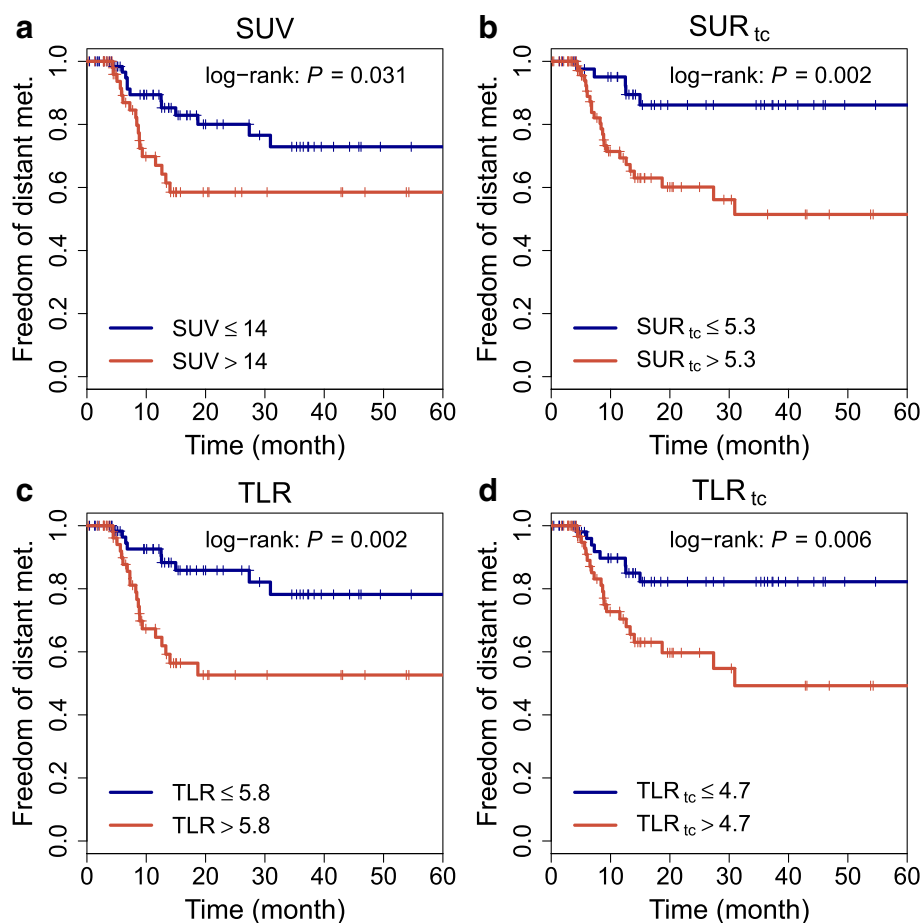 a
SUV
log-rank: P = 0.031
Freedom of distant met.
0.0 0.2 0.4 0.6 0.8 1.0
SUV ≤ 14
SUV > 14
0 10 20 30 40 50 60
Time (month)
b
SUR tc
log-rank: P = 0.002
Freedom of distant met.
0.0 0.2 0.4 0.6 0.8 1.0
SUR tc ≤ 5.3
SUR tc > 5.3
0 10 20 30 40 50 60
Time (month)
c
TLR
log-rank: P = 0.002
Freedom of distant met.
0.0 0.2 0.4 0.6 0.8 1.0
TLR ≤ 5.8
TLR > 5.8
0 10 20 30 40 50 60
Time (month)
d
TLR tc
log-rank: P = 0.006
Freedom of distant met.
0.0 0.2 0.4 0.6 0.8 1.0
TLR tc ≤ 4.7
TLR tc > 4.7
0 10 20 30 40 50 60
Time (month)